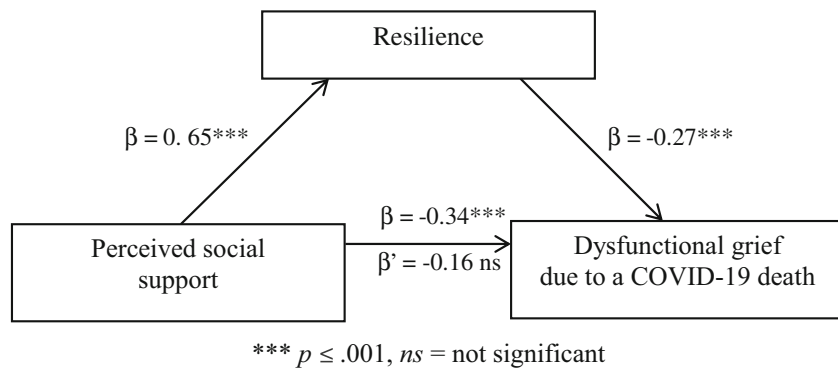 Resilience
β = 0. 65***
β = -0.27***
β = -0.34***
Perceived social
support
β’ = -0.16 ns
Dysfunctional grief
due to a COVID-19 death
*** p ≤ .001, ns = not significant